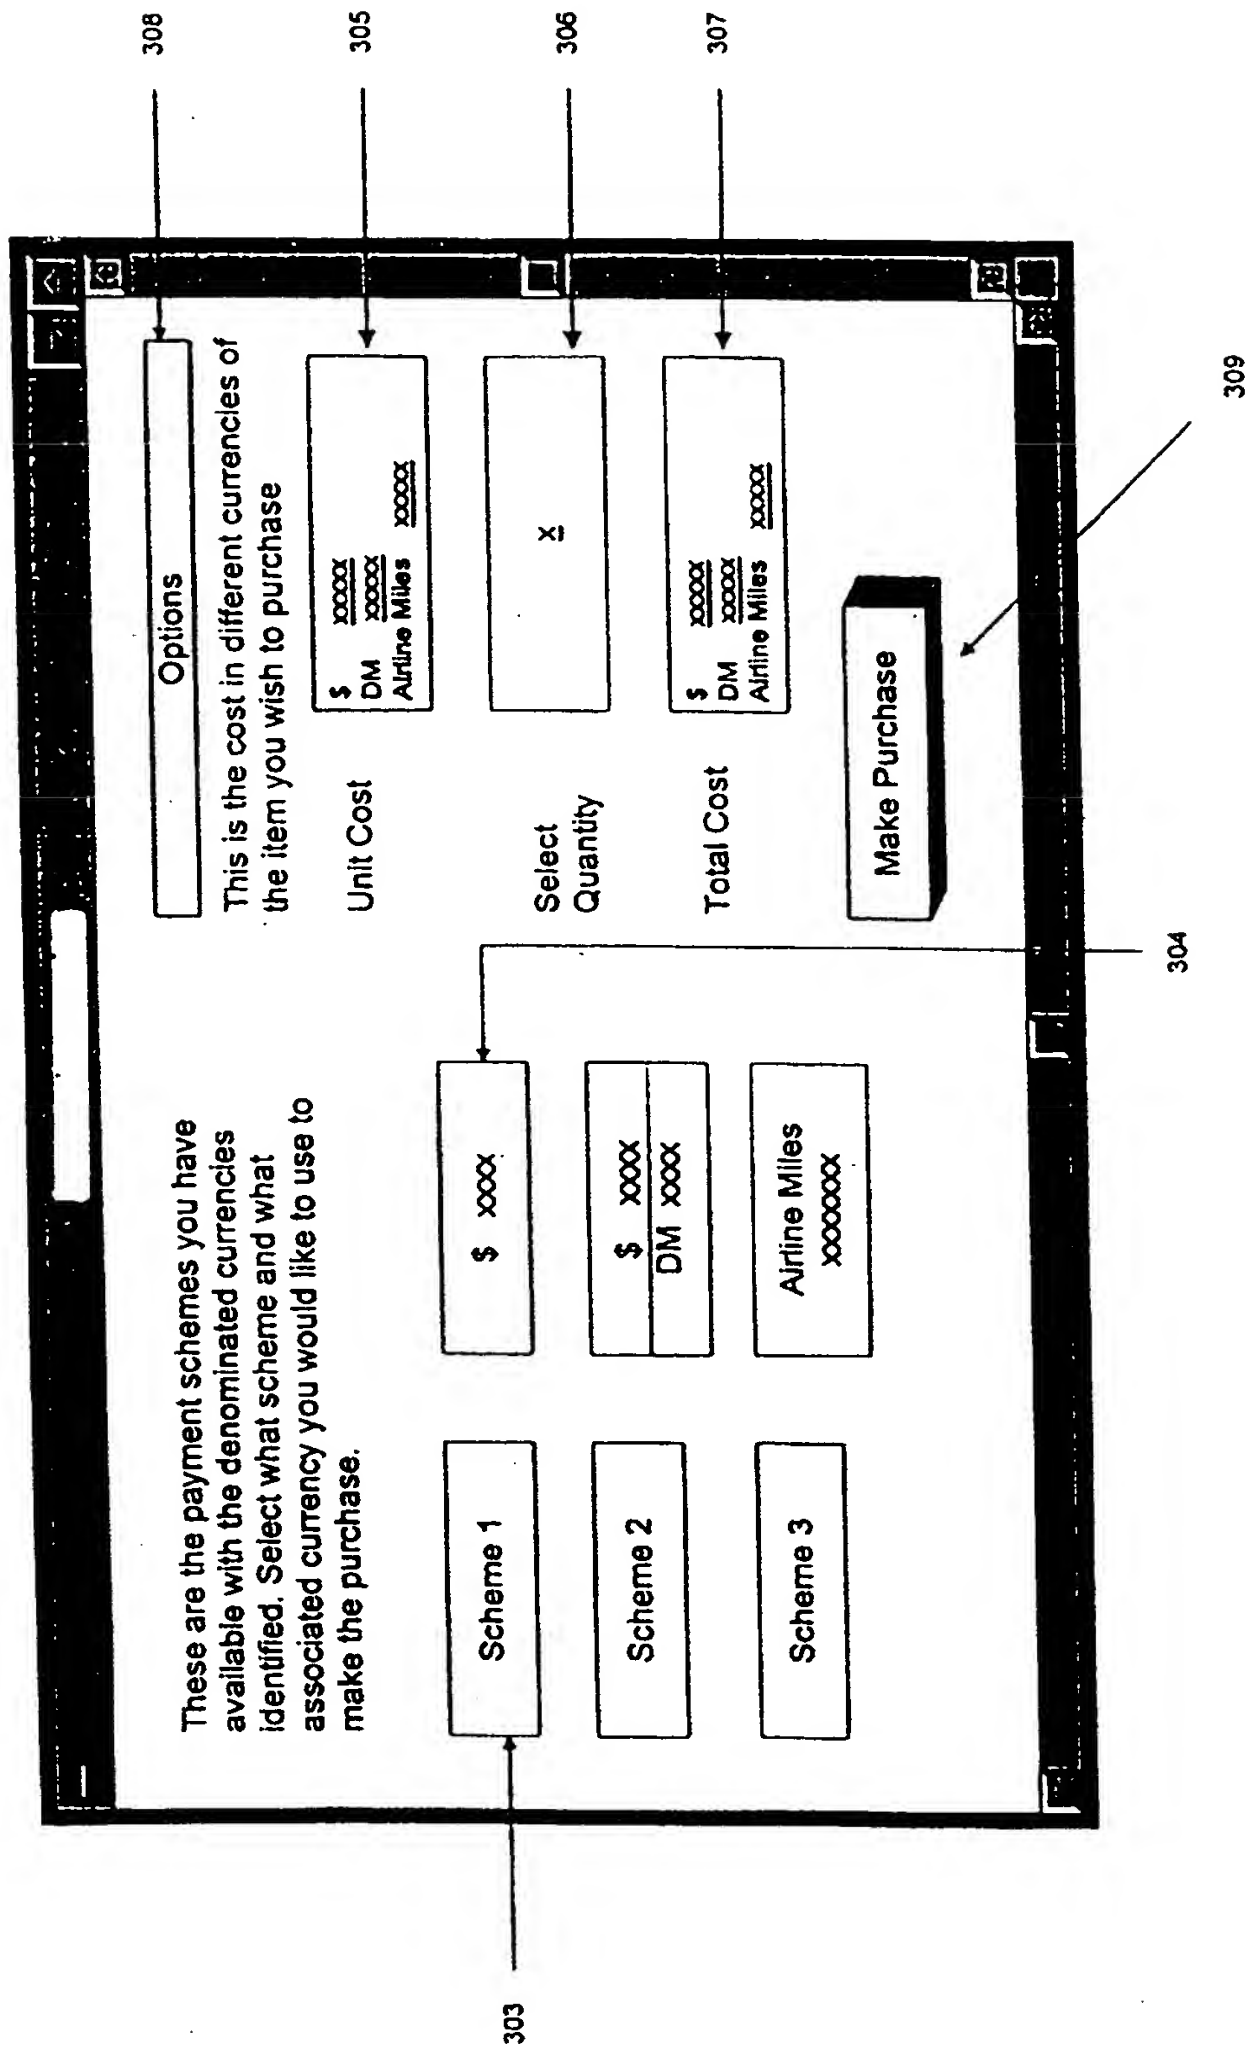 308
305
306
307
Options
This is the cost in different currencies of
the item you wish to purchase
These are the payment schemes you have
available with the denominated currencies
identified. Select what scheme and what
associated currency you would like to use to
make the purchase.
303
Scheme 1
$ xxxx
Scheme 2
$ xxxx
DM xxxx
Scheme 3
Airline Miles
xxxxxxx
304
Unit Cost
$ xxxxx
DM xxxxx
Airline Miles xxxxx
Select
Quantity
x
Total Cost
$ xxxxx
DM xxxxx
Airline Miles xxxxx
Make Purchase
309